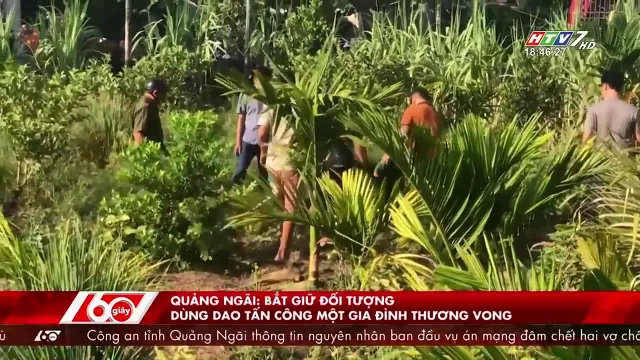 HTV7 HD
18:46:27
60 giây
QUẢNG NGÃI: BẮT GIỮ ĐỐI TƯỢNG
DÙNG DAO TẤN CÔNG MỘT GIA ĐÌNH THƯƠNG VONG
60 Công an tỉnh Quảng Ngãi thông tin nguyên nhân ban đầu vụ án mạng đâm chết hai vợ